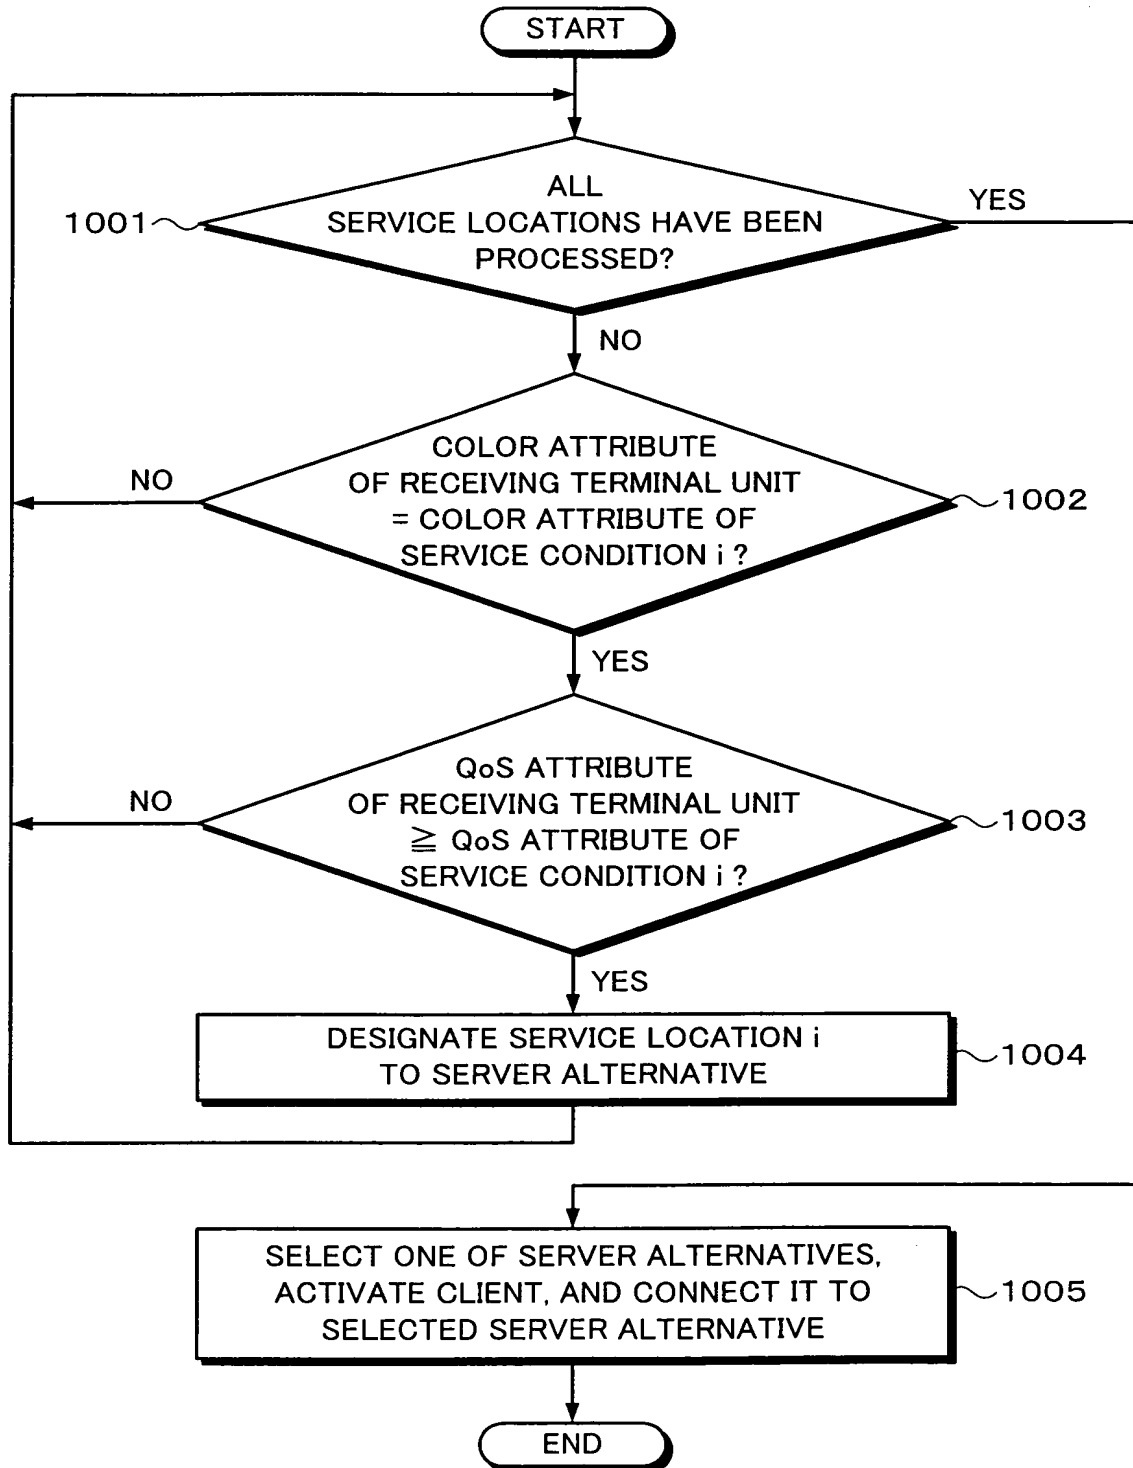 START
ALL
SERVICE LOCATIONS HAVE BEEN
PROCESSED?
YES
1001
NO
COLOR ATTRIBUTE
OF RECEIVING TERMINAL UNIT
= COLOR ATTRIBUTE OF
SERVICE CONDITION i ?
NO
1002
YES
QoS ATTRIBUTE
OF RECEIVING TERMINAL UNIT
≧ QoS ATTRIBUTE OF
SERVICE CONDITION i ?
NO
1003
YES
DESIGNATE SERVICE LOCATION i
TO SERVER ALTERNATIVE
1004
SELECT ONE OF SERVER ALTERNATIVES,
ACTIVATE CLIENT, AND CONNECT IT TO
SELECTED SERVER ALTERNATIVE
1005
END